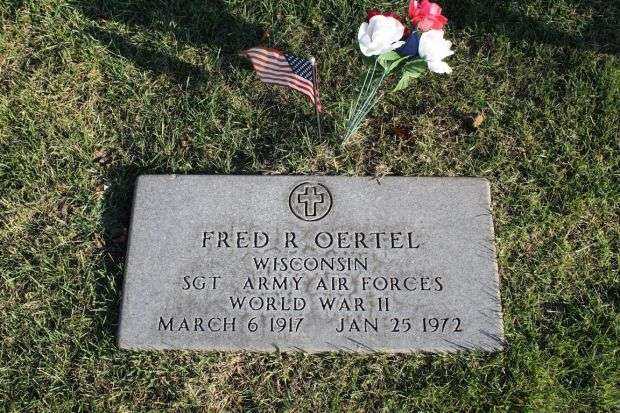 FRED R OERTEL
WISCONSIN
SGT ARMY AIR FORCES
WORLD WAR II
MARCH 6 1917 JAN 25 1972